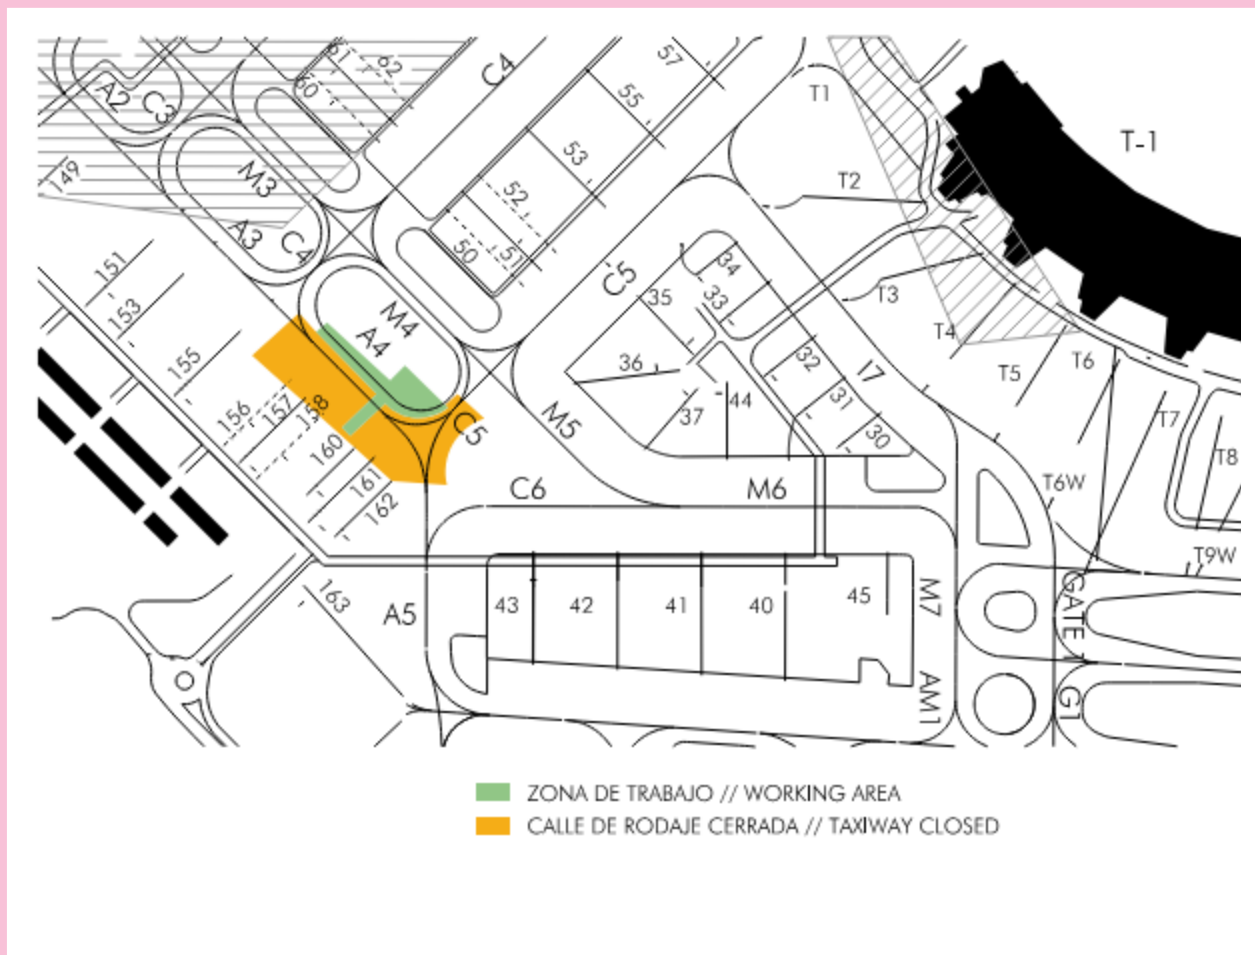 61
62
60
C4
57
A2
C3
55
T1
T-1
53
149
M3
T2
52
A3
C4
50
51
34
151
C5
35
33
T3
153
M4
A4
T4
32
36
I7
T5
T6
155
31
156
157
158
37
44
C5
M5
30
T7
160
T8
161
C6
M6
T6W
162
T9W
163
A5
43
42
41
40
45
M7
GATE 1
AM1
G1
ZONA DE TRABAJO // WORKING AREA
CALLE DE RODAJE CERRADA // TAXIWAY CLOSED